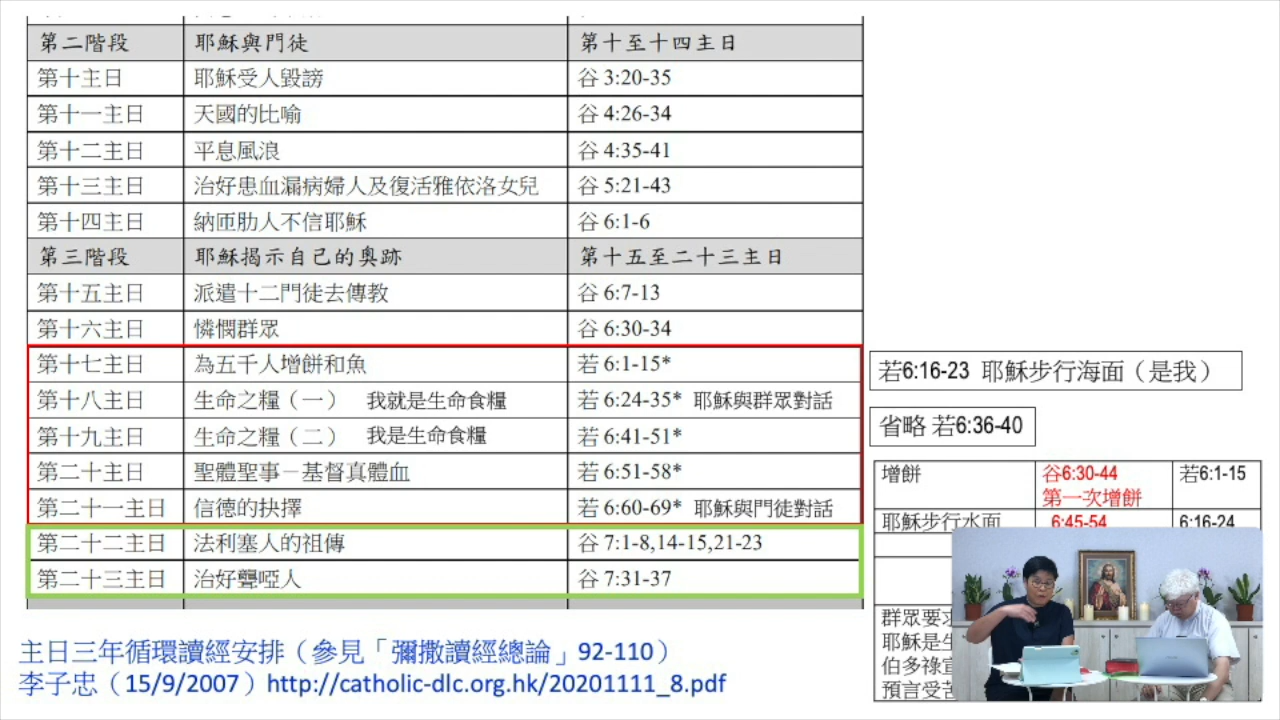 第二階段 耶穌與門徒 第十至十四主日
第十主日 耶穌受人毀謗 谷 3:20-35
第十一主日 天國的比喻 谷 4:26-34
第十二主日 平息風浪 谷 4:35-41
第十三主日 治好患血漏病婦人及復活雅依洛女兒 谷 5:21-43
第十四主日 納匝肋人不信耶穌 谷 6:1-6
第三階段 耶穌揭示自己的奧跡 第十五至二十三主日
第十五主日 派遣十二門徒去傳教 谷 6:7-13
第十六主日 憐憫群眾 谷 6:30-34
第十七主日 為五千人增餅和魚 若 6:1-15*
第十八主日 生命之糧（一） 我就是生命食糧 若 6:24-35* 耶穌與群眾對話
第十九主日 生命之糧（二） 我是生命食糧 若 6:41-51*
第二十主日 聖體聖事－基督真體血 若 6:51-58*
第二十一主日 信德的抉擇 若 6:60-69* 耶穌與門徒對話
第二十二主日 法利塞人的祖傳 谷 7:1-8,14-15,21-23
第二十三主日 治好聾啞人 谷 7:31-37
若6:16-23 耶穌步行海面（是我）
省略 若6:36-40
增餅 谷6:30-44 若6:1-15
第一次增餅
耶穌步行水面 6:45-54 6:16-24
群眾要
耶穌是
伯多祿
預言受
主日三年循環讀經安排（參見「彌撒讀經總論」92-110）
李子忠（15/9/2007）http://catholic-dlc.org.hk/20201111_8.pdf